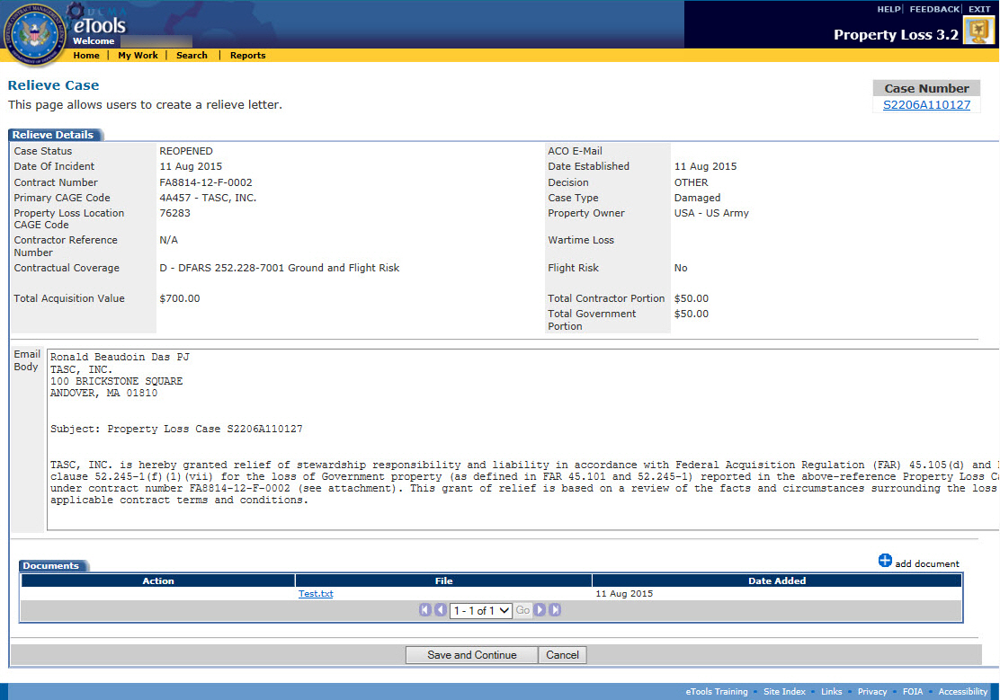 HELP | FEEDBACK | EXIT
DCMA
eTools
Welcome
Property Loss 3.2
Home | My Work | Search | Reports
Relieve Case
This page allows users to create a relieve letter.
Case Number
S2206A110127
Relieve Details
Case Status REOPENED ACO E-Mail
Date Of Incident 11 Aug 2015 Date Established 11 Aug 2015
Contract Number FA8814-12-F-0002 Decision OTHER
Primary CAGE Code 4A457 - TASC, INC. Case Type Damaged
Property Loss Location 76283 Property Owner USA - US Army
CAGE Code
Contractor Reference N/A Wartime Loss
Number
Contractual Coverage D - DFARS 252.228-7001 Ground and Flight Risk Flight Risk No
Total Acquisition Value $700.00 Total Contractor Portion $50.00
Total Government $50.00
Portion
Email
Body
Ronald Beaudoin Das PJ
TASC, INC.
100 BRICKSTONE SQUARE
ANDOVER, MA 01810
Subject: Property Loss Case S2206A110127
TASC, INC. is hereby granted relief of stewardship responsibility and liability in accordance with Federal Acquisition Regulation (FAR) 45.105(d) and
clause 52.245-1(f)(1)(vii) for the loss of Government property (as defined in FAR 45.101 and 52.245-1) reported in the above-reference Property Loss
under contract number FA8814-12-F-0002 (see attachment). This grant of relief is based on a review of the facts and circumstances surrounding the loss
applicable contract terms and conditions.
Documents
add document
Action File Date Added
Test.txt 11 Aug 2015
1 - 1 of 1 Go
Save and Continue Cancel
eTools Training • Site Index • Links • Privacy • FOIA • Accessibility